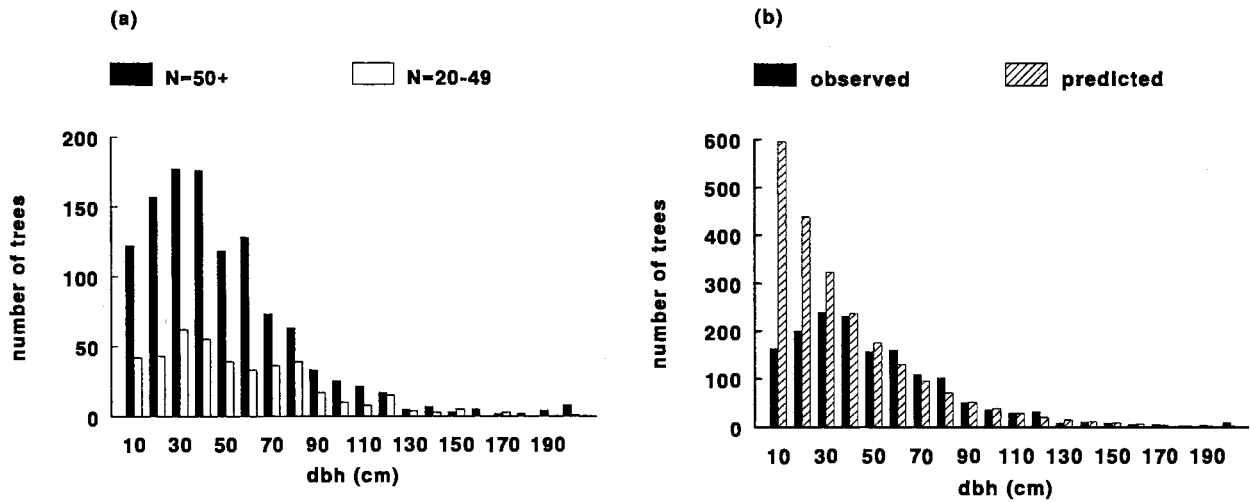 (a)
N=50+ N=20-49
number of trees
200
150
100
50
0
10 30 50 70 90 110 130 150 170 190
dbh (cm)
(b)
observed predicted
number of trees
600
500
400
300
200
100
0
10 30 50 70 90 110 130 150 170 190
dbh (cm)